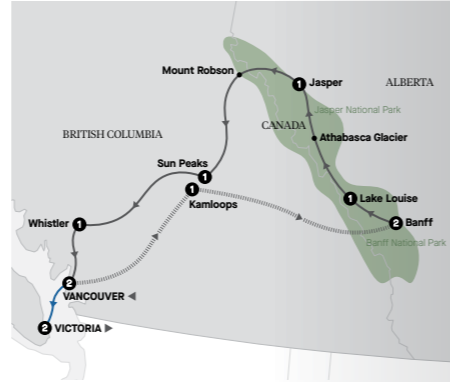 Mount Robson
1
Jasper
ALBERTA
Jasper National Park
CANADA
BRITISH COLUMBIA
Athabasca Glacier
Sun Peaks
1
1
Kamloops
1
Lake Louise
Whistler
1
2
Banff
Banff National Park
2
VANCOUVER ◀
2
VICTORIA ▶